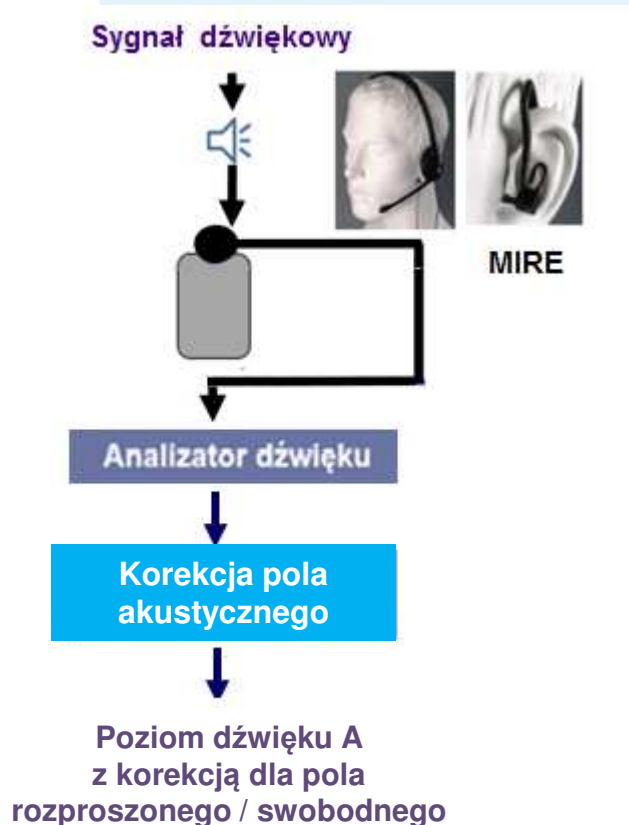 Sygnał dźwiękowy
MIRE
Analizator dźwięku
Korekcja pola
akustycznego
Poziom dźwięku A
z korekcją dla pola
rozproszonego / swobodnego